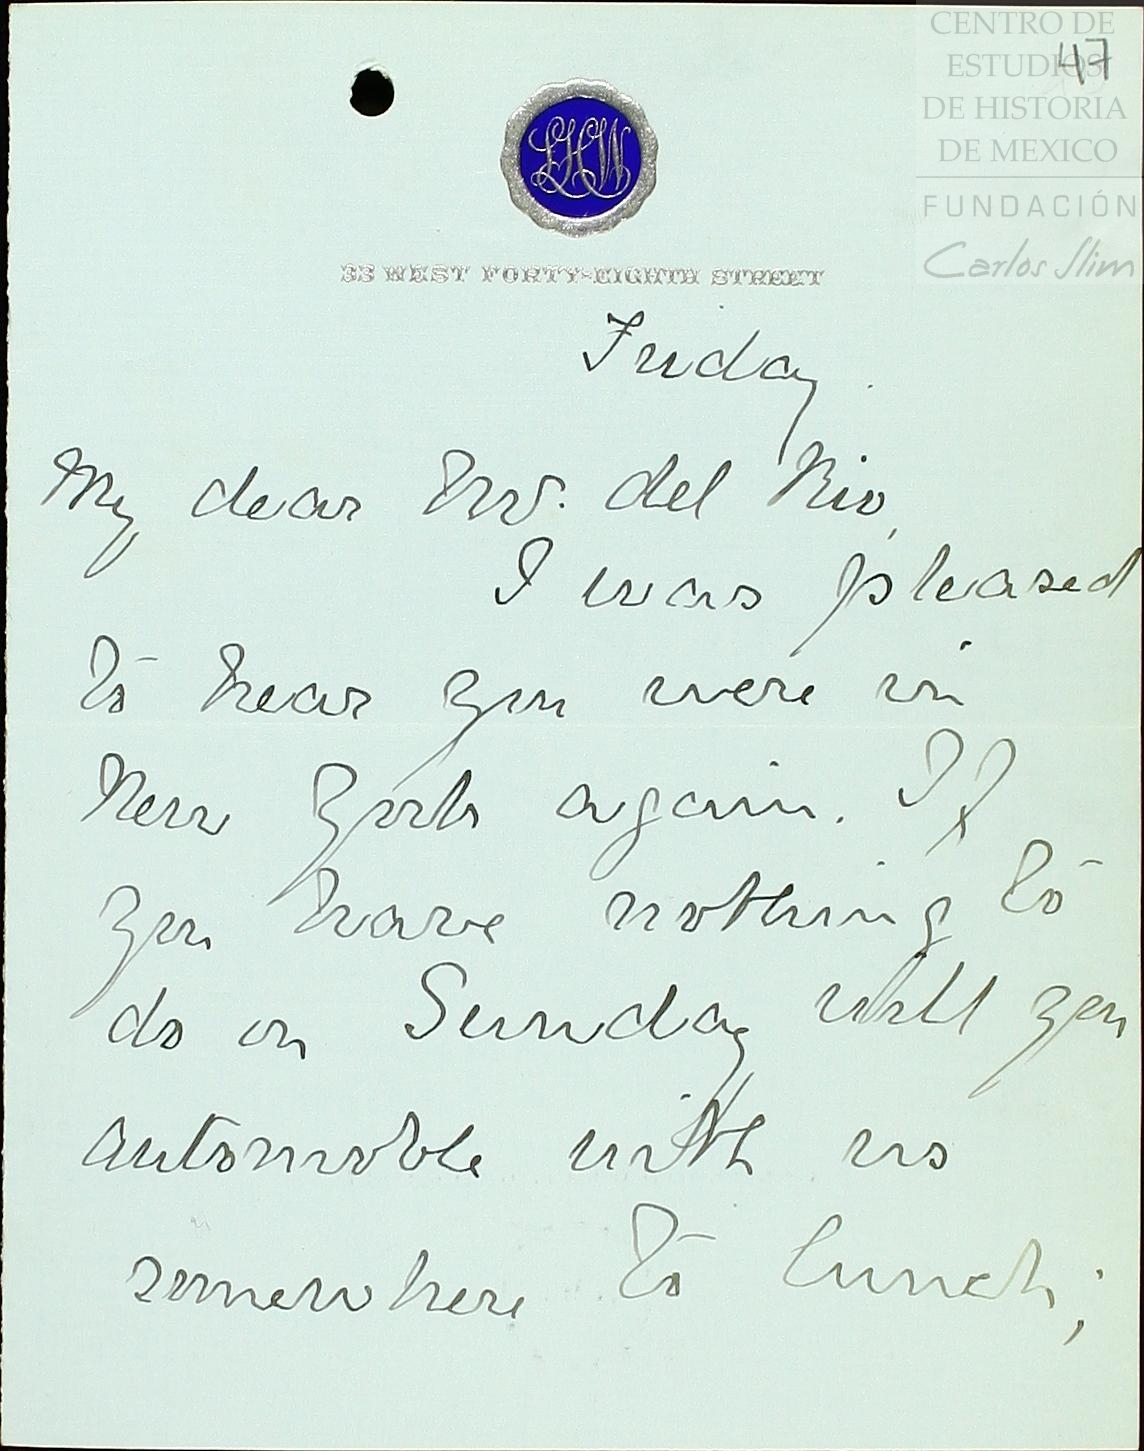 CENTRO DE
ESTUDIOS
DE HISTORIA
DE MEXICO
FUNDACIÓN
Carlos Slim
47
LHW
33 WEST FORTY-EIGHTH STREET
Friday.
My dear Mr. del Rio,
I was pleased
to hear you were in
New York again. If
you have nothing to
do on Sunday will you
automobile with us
somewhere to lunch;